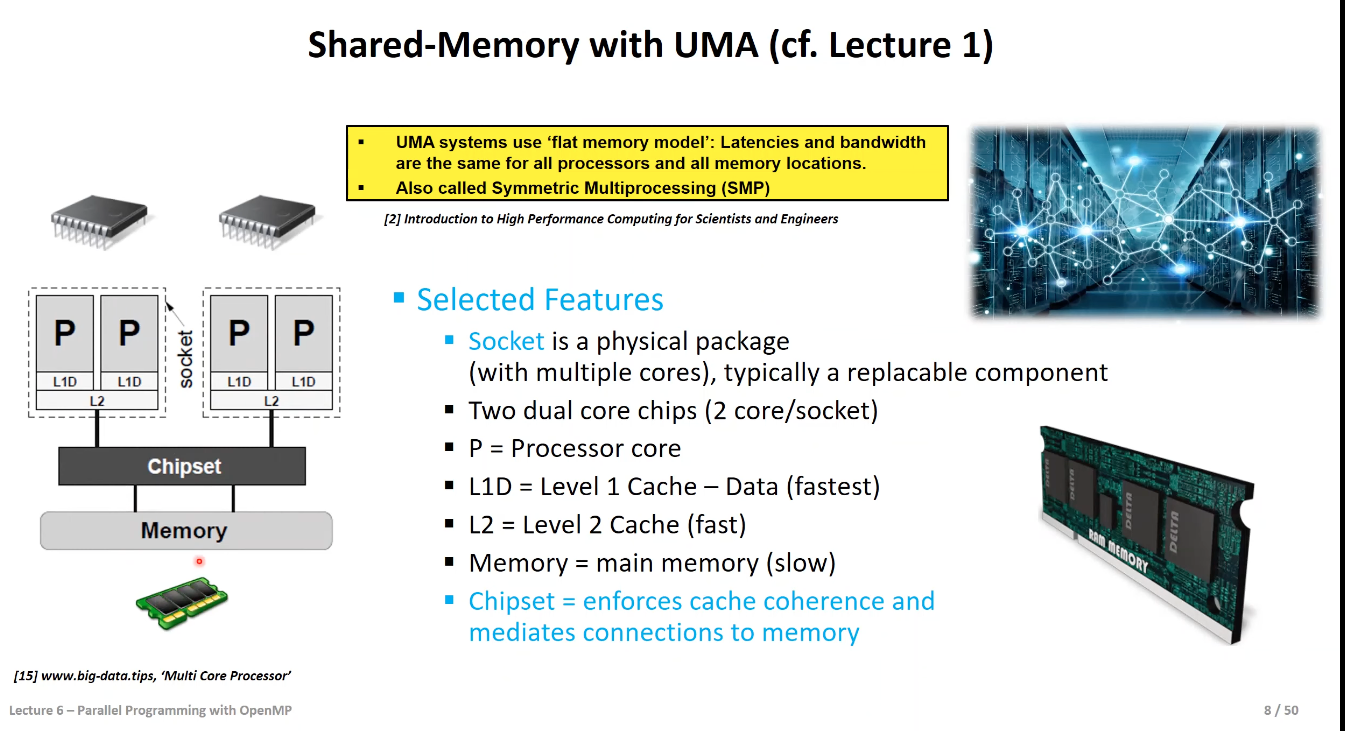 Shared-Memory with UMA (cf. Lecture 1)
UMA systems use ‘flat memory model’: Latencies and bandwidth
are the same for all processors and all memory locations.
Also called Symmetric Multiprocessing (SMP)
[2] Introduction to High Performance Computing for Scientists and Engineers
P P
L1D L1D
L2
socket
P P
L1D L1D
L2
Chipset
Memory
[15] www.big-data.tips, ‘Multi Core Processor’
Selected Features
Socket is a physical package
(with multiple cores), typically a replacable component
Two dual core chips (2 core/socket)
P = Processor core
L1D = Level 1 Cache – Data (fastest)
L2 = Level 2 Cache (fast)
Memory = main memory (slow)
Chipset = enforces cache coherence and
mediates connections to memory
DELTA
DELTA
DELTA
DELTA
RAM MEMORY
Lecture 6 – Parallel Programming with OpenMP
8 / 50